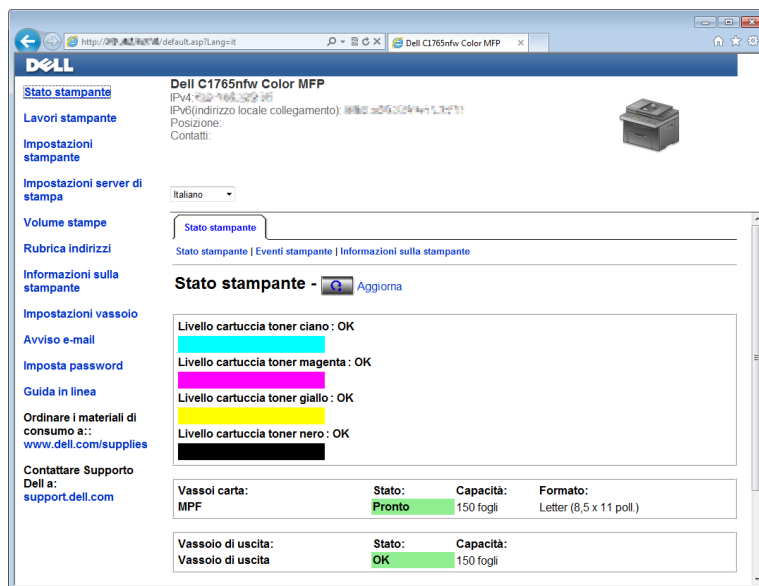 http:// /default.asp?Lang=it
Dell C1765nfw Color MFP
DELL
Dell C1765nfw Color MFP
IPv4:
IPv6(indirizzo locale collegamento):
Posizione:
Contatti:
Italiano
Stato stampante
Lavori stampante
Impostazioni
stampante
Impostazioni server di
stampa
Volume stampe
Rubrica indirizzi
Informazioni sulla
stampante
Impostazioni vassoio
Avviso e-mail
Imposta password
Guida in linea
Ordinare i materiali di
consumo a::
www.dell.com/supplies
Contattare Supporto
Dell a:
support.dell.com
Stato stampante
Stato stampante | Eventi stampante | Informazioni sulla stampante
Stato stampante - Aggiorna
Livello cartuccia toner ciano: OK
Livello cartuccia toner magenta: OK
Livello cartuccia toner giallo: OK
Livello cartuccia toner nero: OK
Vassoi carta: Stato: Capacità: Formato:
MPF Pronto 150 fogli Letter (8,5 x 11 poll.)
Vassoio di uscita: Stato: Capacità:
Vassoio di uscita OK 150 fogli